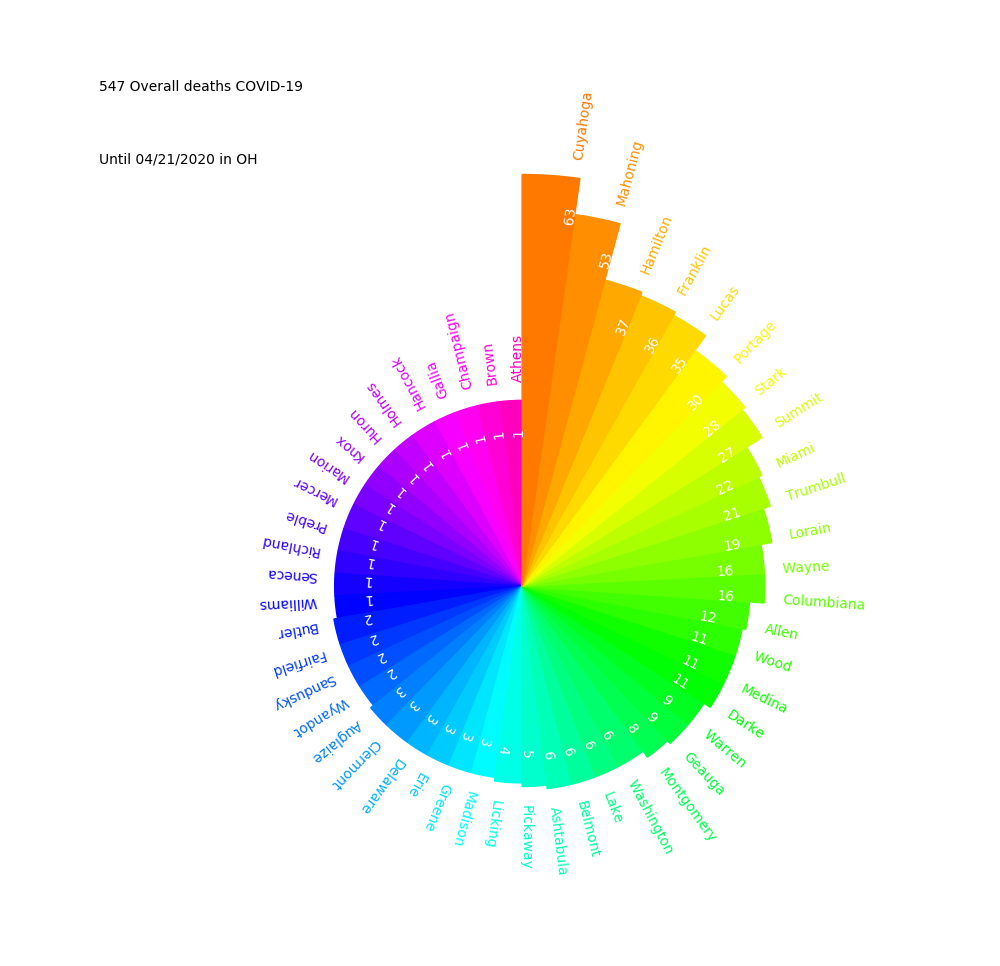 547 Overall deaths COVID-19
Until 04/21/2020 in OH
Cuyahoga
63
Mahoning
53
Hamilton
37
Franklin
36
Lucas
35
Portage
30
Stark
28
Summit
27
Miami
22
Trumbull
21
Lorain
19
Wayne
16
Columbiana
16
Allen
12
Wood
11
Medina
11
Darke
11
Warren
9
Geauga
9
Montgomery
8
Washington
6
Lake
6
Belmont
6
Ashtabula
6
Pickaway
5
Licking
4
Madison
3
Greene
3
Erie
3
Delaware
3
Clermont
3
Auglaize
3
Wyandot
2
Sandusky
2
Fairfield
2
Butler
2
Williams
1
Seneca
1
Richland
1
Preble
1
Mercer
1
Marion
1
Knox
1
Huron
1
Holmes
1
Hancock
1
Gallia
1
Champaign
1
Brown
1
Athens
1